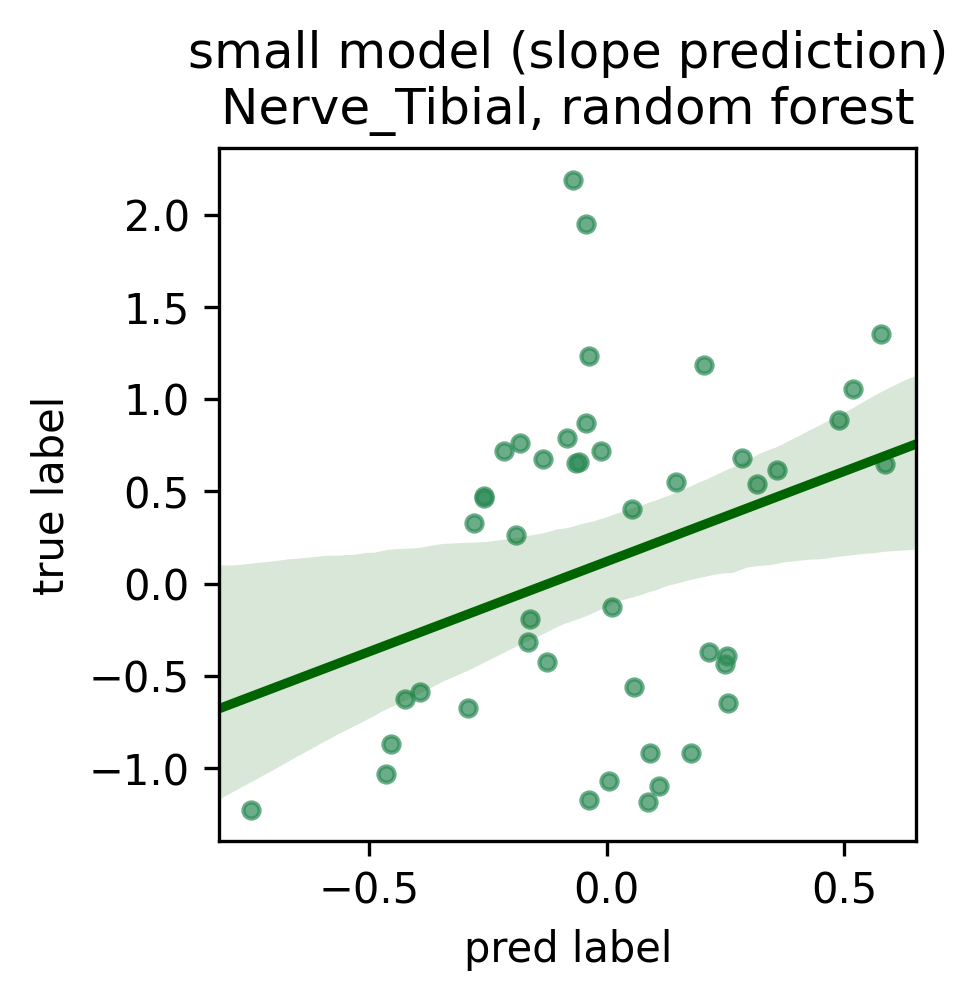 small model (slope prediction)
Nerve_Tibial, random forest
2.0
1.5
1.0
0.5
0.0
−0.5
−1.0
true label
−0.5
0.0
0.5
pred label